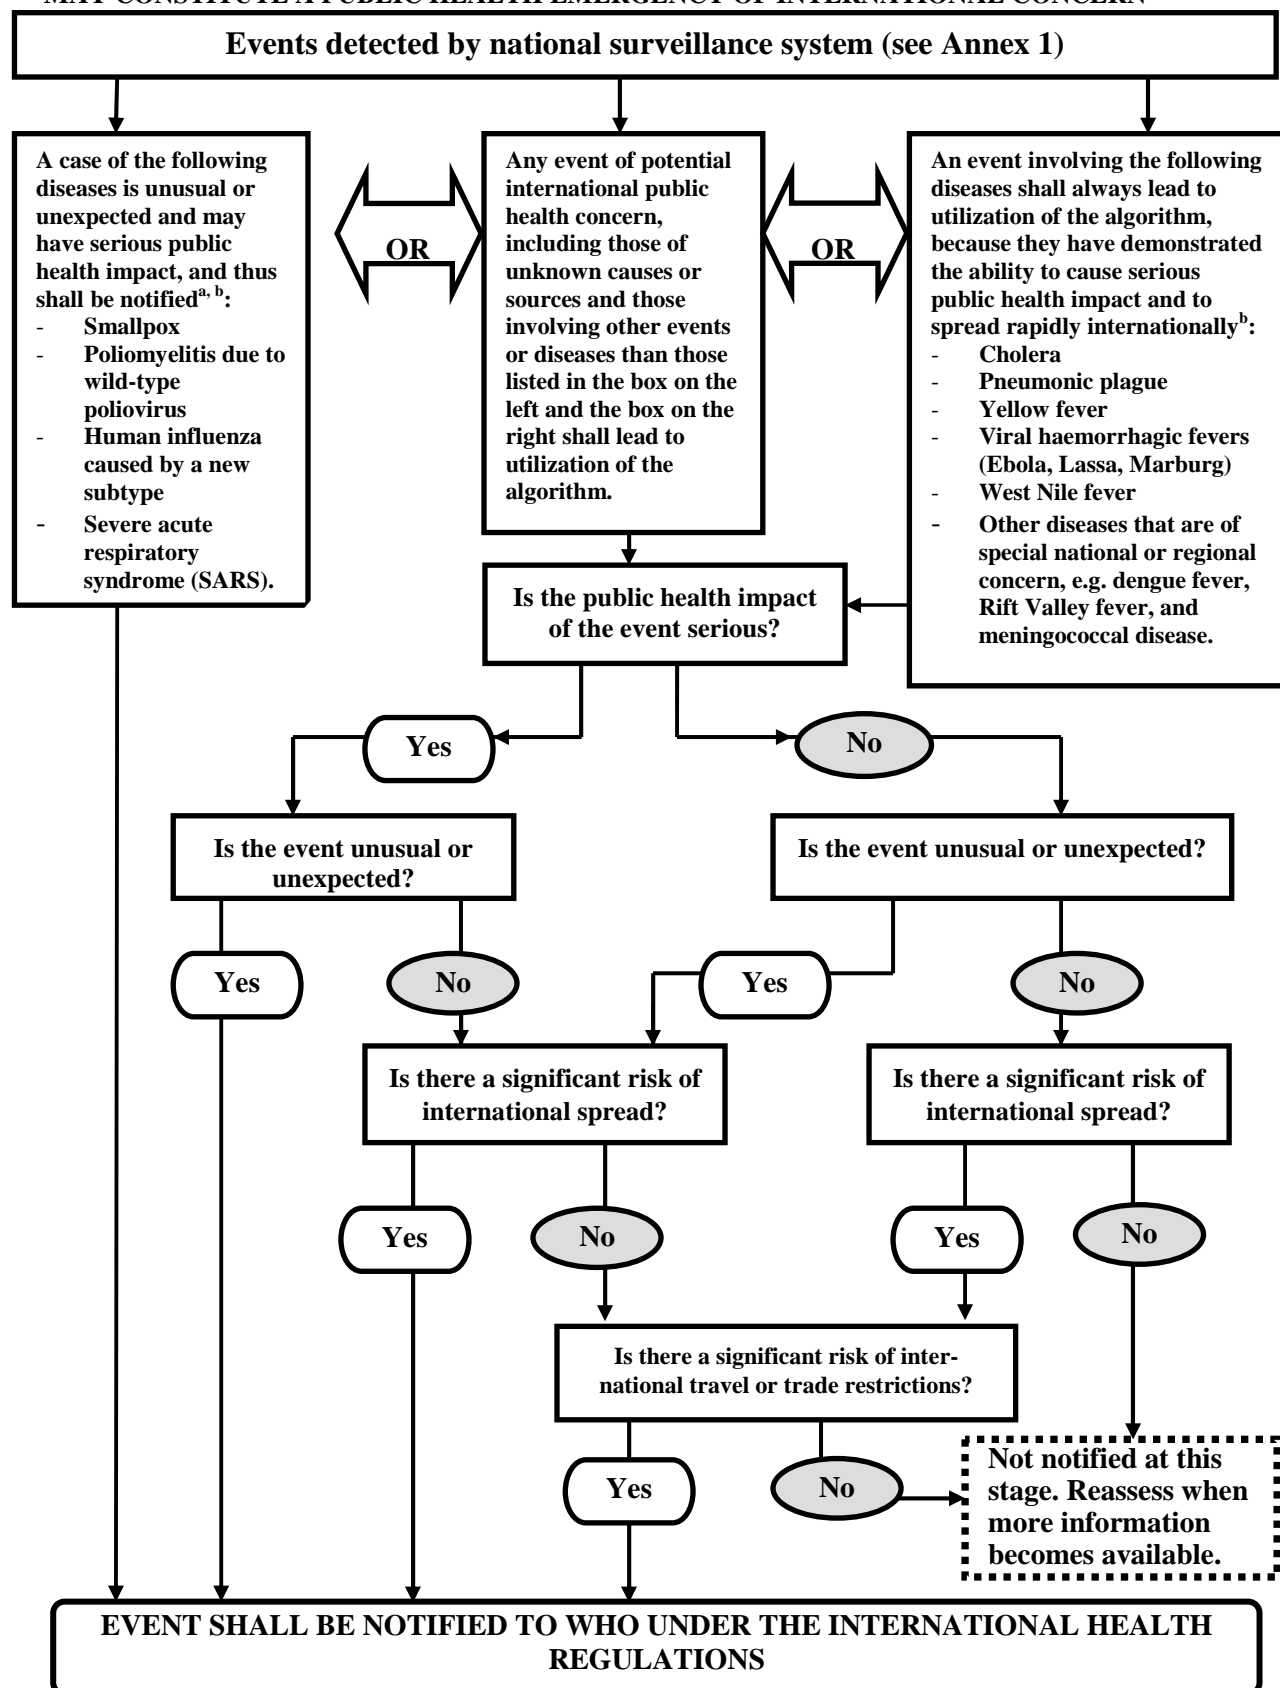 MAY CONSTITUTE A PUBLIC HEALTH EMERGENCY OF INTERNATIONAL CONCERN
Events detected by national surveillance system (see Annex 1)
A case of the following
diseases is unusual or
unexpected and may
have serious public
health impact, and thus
shall be notifiedᵃ, ᵇ:
- Smallpox
- Poliomyelitis due to
wild-type
poliovirus
- Human influenza
caused by a new
subtype
- Severe acute
respiratory
syndrome (SARS).
OR
Any event of potential
international public
health concern,
including those of
unknown causes or
sources and those
involving other events
or diseases than those
listed in the box on the
left and the box on the
right shall lead to
utilization of the
algorithm.
OR
An event involving the following
diseases shall always lead to
utilization of the algorithm,
because they have demonstrated
the ability to cause serious
public health impact and to
spread rapidly internationallyᵇ:
- Cholera
- Pneumonic plague
- Yellow fever
- Viral haemorrhagic fevers
(Ebola, Lassa, Marburg)
- West Nile fever
- Other diseases that are of
special national or regional
concern, e.g. dengue fever,
Rift Valley fever, and
meningococcal disease.
Is the public health impact
of the event serious?
Yes
No
Is the event unusual or
unexpected?
Is the event unusual or unexpected?
Yes
No
Yes
No
Is there a significant risk of
international spread?
Is there a significant risk of
international spread?
Yes
No
Yes
No
Is there a significant risk of inter-
national travel or trade restrictions?
Yes
No
Not notified at this
stage. Reassess when
more information
becomes available.
EVENT SHALL BE NOTIFIED TO WHO UNDER THE INTERNATIONAL HEALTH
REGULATIONS